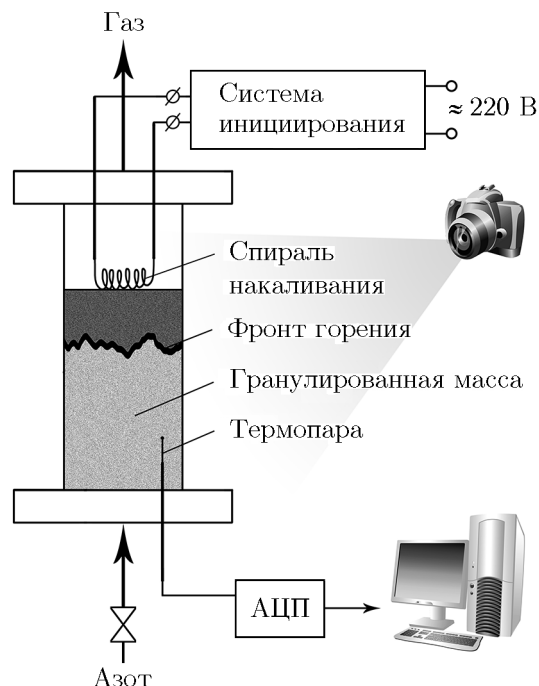 Газ
Система
инициирования
≈ 220 В
Спираль
накаливания
Фронт горения
Гранулированная масса
Термопара
АЦП
Азот